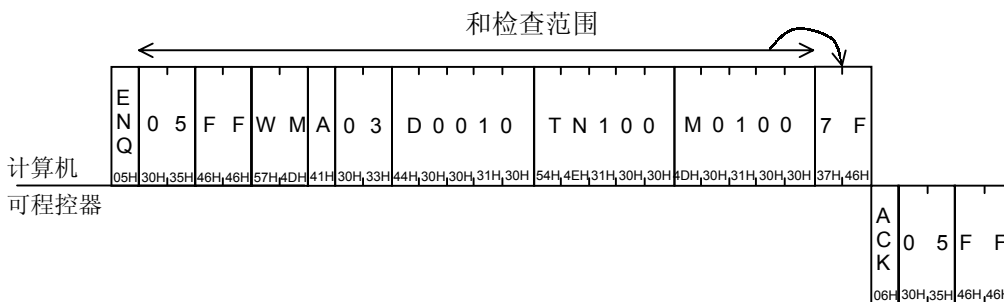 和检查范围
ENQ 0 5 F F W M A 0 3 D 0 0 1 0 T N 1 0 0 M 0 1 0 0 7 F
计算机
05H 30H 35H 46H 46H 57H 4DH 41H 30H 33H 44H 30H 30H 31H 30H 54H 4EH 31H 30H 30H 4DH 30H 31H 30H 30H 37H 46H
可程控器
ACK 0 5 F F
06H 30H 35H 46H 46H